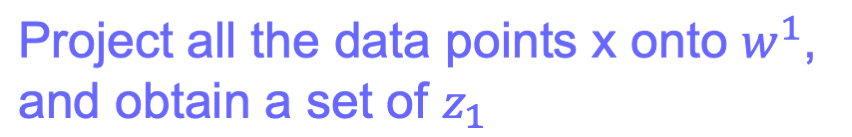 Project all the data points x onto w¹,
and obtain a set of z₁